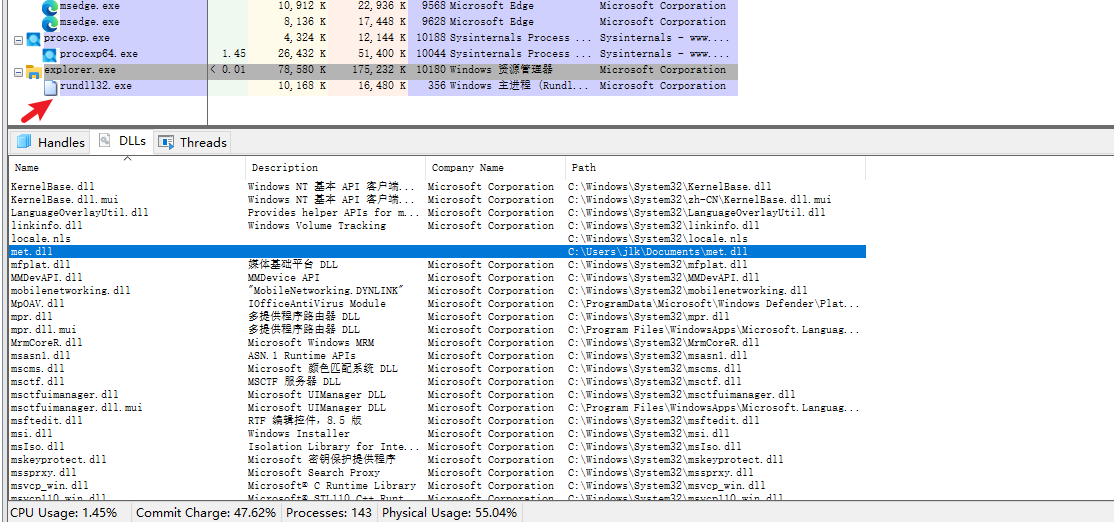 msedge.exe 10,912 K 22,936 K 9568 Microsoft Edge Microsoft Corporation
msedge.exe 8,136 K 17,448 K 9628 Microsoft Edge Microsoft Corporation
procexp.exe 4,324 K 12,144 K 10188 Sysinternals Process ... Sysinternals - www....
procexp64.exe 1.45 26,432 K 51,400 K 10044 Sysinternals Process ... Sysinternals - www....
explorer.exe < 0.01 78,580 K 175,232 K 10180 Windows 资源管理器 Microsoft Corporation
rundll32.exe 10,168 K 16,480 K 356 Windows 主进程 (Rundl... Microsoft Corporation
Handles DLLs Threads
Name Description Company Name Path
KernelBase.dll Windows NT 基本 API 客户端... Microsoft Corporation C:\Windows\System32\KernelBase.dll
KernelBase.dll.mui Windows NT 基本 API 客户端... Microsoft Corporation C:\Windows\System32\zh-CN\KernelBase.dll.mui
LanguageOverlayUtil.dll Provides helper APIs for m... Microsoft Corporation C:\Windows\System32\LanguageOverlayUtil.dll
linkinfo.dll Windows Volume Tracking Microsoft Corporation C:\Windows\System32\linkinfo.dll
locale.nls C:\Windows\System32\locale.nls
met.dll C:\Users\jlk\Documents\met.dll
mfplat.dll 媒体基础平台 DLL Microsoft Corporation C:\Windows\System32\mfplat.dll
MMDevAPI.dll MMDevice API Microsoft Corporation C:\Windows\System32\MMDevAPI.dll
mobilenetworking.dll "MobileNetworking.DYNLINK" Microsoft Corporation C:\Windows\System32\mobilenetworking.dll
MpOAV.dll IOfficeAntiVirus Module Microsoft Corporation C:\ProgramData\Microsoft\Windows Defender\Plat...
mpr.dll 多提供程序路由器 DLL Microsoft Corporation C:\Windows\System32\mpr.dll
mpr.dll.mui 多提供程序路由器 DLL Microsoft Corporation C:\Program Files\WindowsApps\Microsoft.Languag...
MrmCoreR.dll Microsoft Windows MRM Microsoft Corporation C:\Windows\System32\MrmCoreR.dll
msasn1.dll ASN.1 Runtime APIs Microsoft Corporation C:\Windows\System32\msasn1.dll
mscms.dll Microsoft 颜色匹配系统 DLL Microsoft Corporation C:\Windows\System32\mscms.dll
msctf.dll MSCTF 服务器 DLL Microsoft Corporation C:\Windows\System32\msctf.dll
msctfuimanager.dll Microsoft UIManager DLL Microsoft Corporation C:\Windows\System32\msctfuimanager.dll
msctfuimanager.dll.mui Microsoft UIManager DLL Microsoft Corporation C:\Program Files\WindowsApps\Microsoft.Languag...
msftedit.dll RTF 编辑控件，8.5 版 Microsoft Corporation C:\Windows\System32\msftedit.dll
msi.dll Windows Installer Microsoft Corporation C:\Windows\System32\msi.dll
msIso.dll Isolation Library for Inte... Microsoft Corporation C:\Windows\System32\msIso.dll
mskeyprotect.dll Microsoft 密钥保护提供程序 Microsoft Corporation C:\Windows\System32\mskeyprotect.dll
mssprxy.dll Microsoft Search Proxy Microsoft Corporation C:\Windows\System32\mssprxy.dll
msvcp_win.dll Microsoft® C Runtime Library Microsoft Corporation C:\Windows\System32\msvcp_win.dll
msvcp110_win.dll Microsoft® STL110 C++ Runt... Microsoft Corporation C:\Windows\System32\msvcp110_win.dll
CPU Usage: 1.45% Commit Charge: 47.62% Processes: 143 Physical Usage: 55.04%